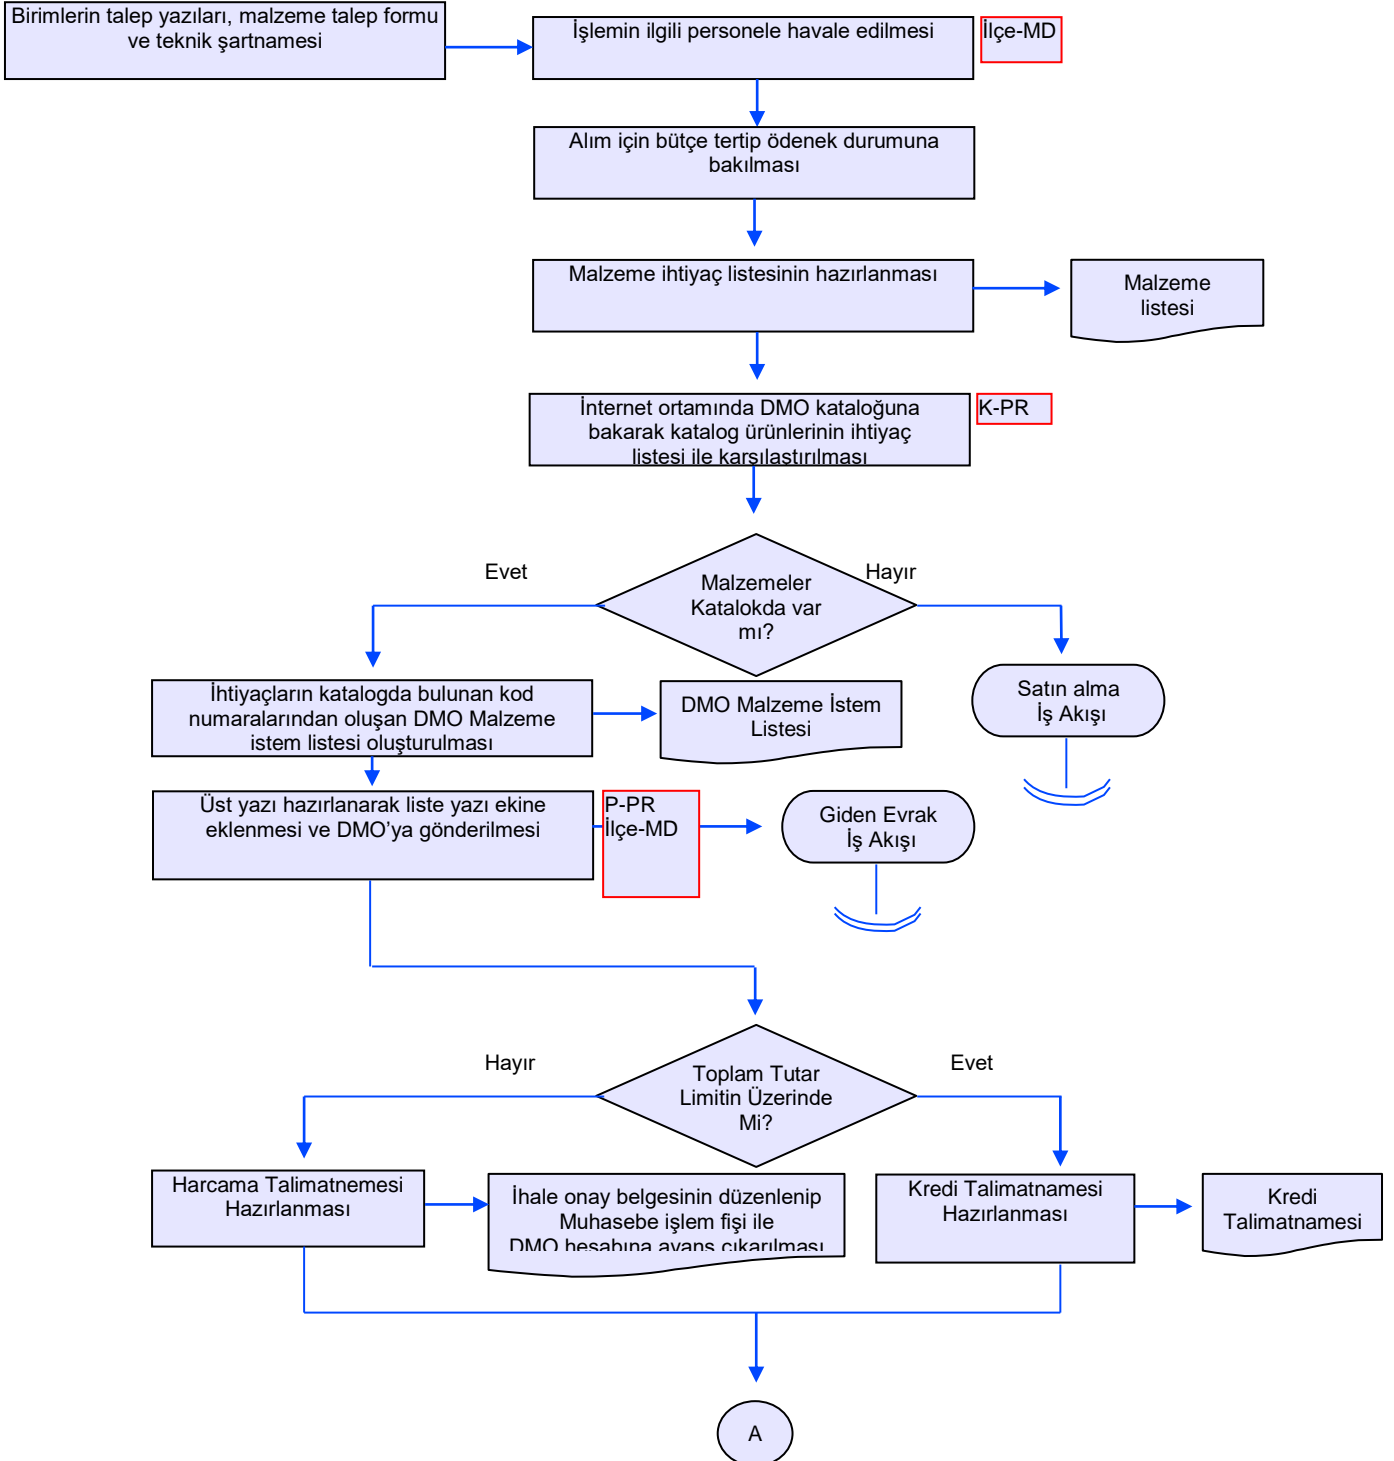 Birimlerin talep yazıları, malzeme talep formu
ve teknik şartnamesi
İşlemin ilgili personele havale edilmesi
İlçe-MD
Alım için bütçe tertip ödenek durumuna
bakılması
Malzeme ihtiyaç listesinin hazırlanması
Malzeme
listesi
İnternet ortamında DMO kataloğuna
bakarak katalog ürünlerinin ihtiyaç
listesi ile karşılaştırılması
K-PR
Evet
Malzemeler
Katalokda var
mı?
Hayır
İhtiyaçların katalogda bulunan kod
numaralarından oluşan DMO Malzeme
istem listesi oluşturulması
DMO Malzeme İstem
Listesi
Satın alma
İş Akışı
Üst yazı hazırlanarak liste yazı ekine
eklenmesi ve DMO’ya gönderilmesi
P-PR
İlçe-MD
Giden Evrak
İş Akışı
Hayır
Toplam Tutar
Limitin Üzerinde
Mi?
Evet
Harcama Talimatnemesi
Hazırlanması
İhale onay belgesinin düzenlenip
Muhasebe işlem fişi ile
DMO hesabına avans çıkarılması
Kredi Talimatnamesi
Hazırlanması
Kredi
Talimatnamesi
A